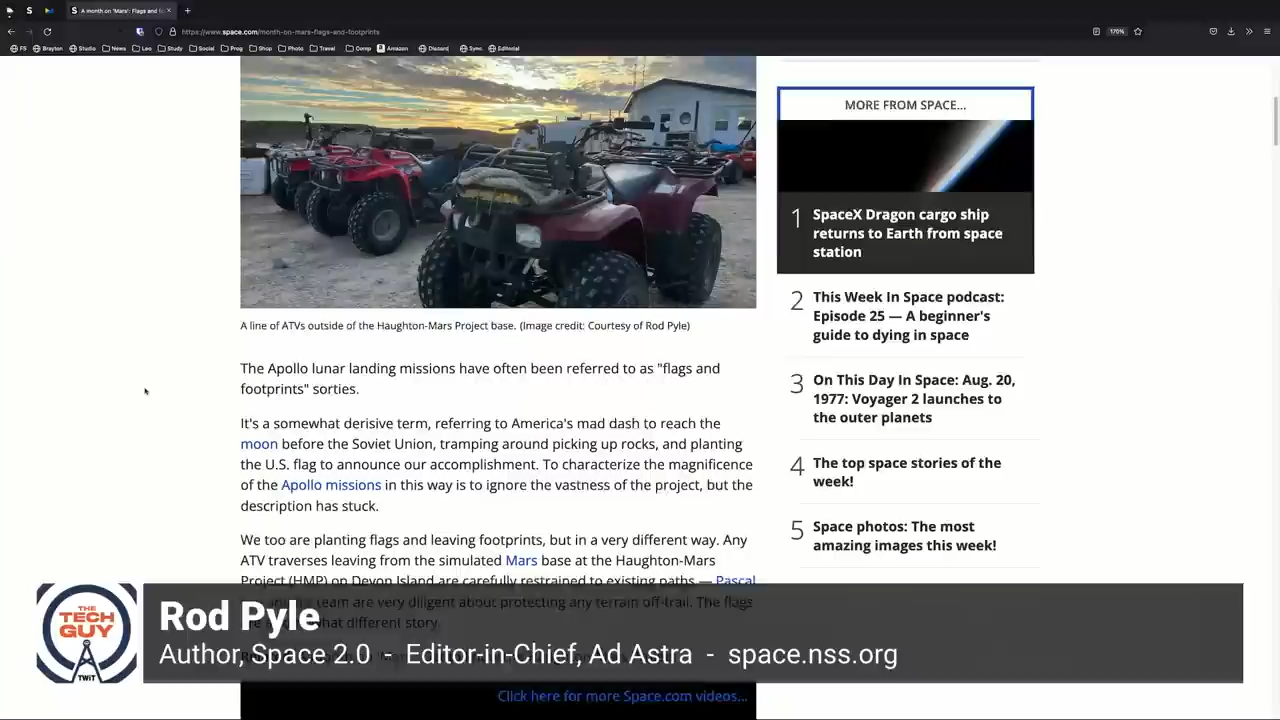 A month on 'Mars': Flags and fo
https://www.space.com/month-on-mars-flags-and-footprints
170%
FS Brayton Studio News Leo Study Social Prog Shop Photo Travel Comp Amazon Discord Sync Editorial
MORE FROM SPACE...
1 SpaceX Dragon cargo ship
returns to Earth from space
station
2 This Week In Space podcast:
Episode 25 — A beginner's
guide to dying in space
3 On This Day In Space: Aug. 20,
1977: Voyager 2 launches to
the outer planets
4 The top space stories of the
week!
5 Space photos: The most
amazing images this week!
A line of ATVs outside of the Haughton-Mars Project base. (Image credit: Courtesy of Rod Pyle)
The Apollo lunar landing missions have often been referred to as "flags and
footprints" sorties.
It's a somewhat derisive term, referring to America's mad dash to reach the
moon before the Soviet Union, tramping around picking up rocks, and planting
the U.S. flag to announce our accomplishment. To characterize the magnificence
of the Apollo missions in this way is to ignore the vastness of the project, but the
description has stuck.
We too are planting flags and leaving footprints, but in a very different way. Any
ATV traverses leaving from the simulated Mars base at the Haughton-Mars
Project (HMP) on Devon Island are carefully restrained to existing paths — Pascal
team are very diligent about protecting any terrain off-trail. The flags
what different story.
THE
TECH
GUY
TWiT
Rod Pyle
Author, Space 2.0 - Editor-in-Chief, Ad Astra - space.nss.org
Click here for more Space.com videos...